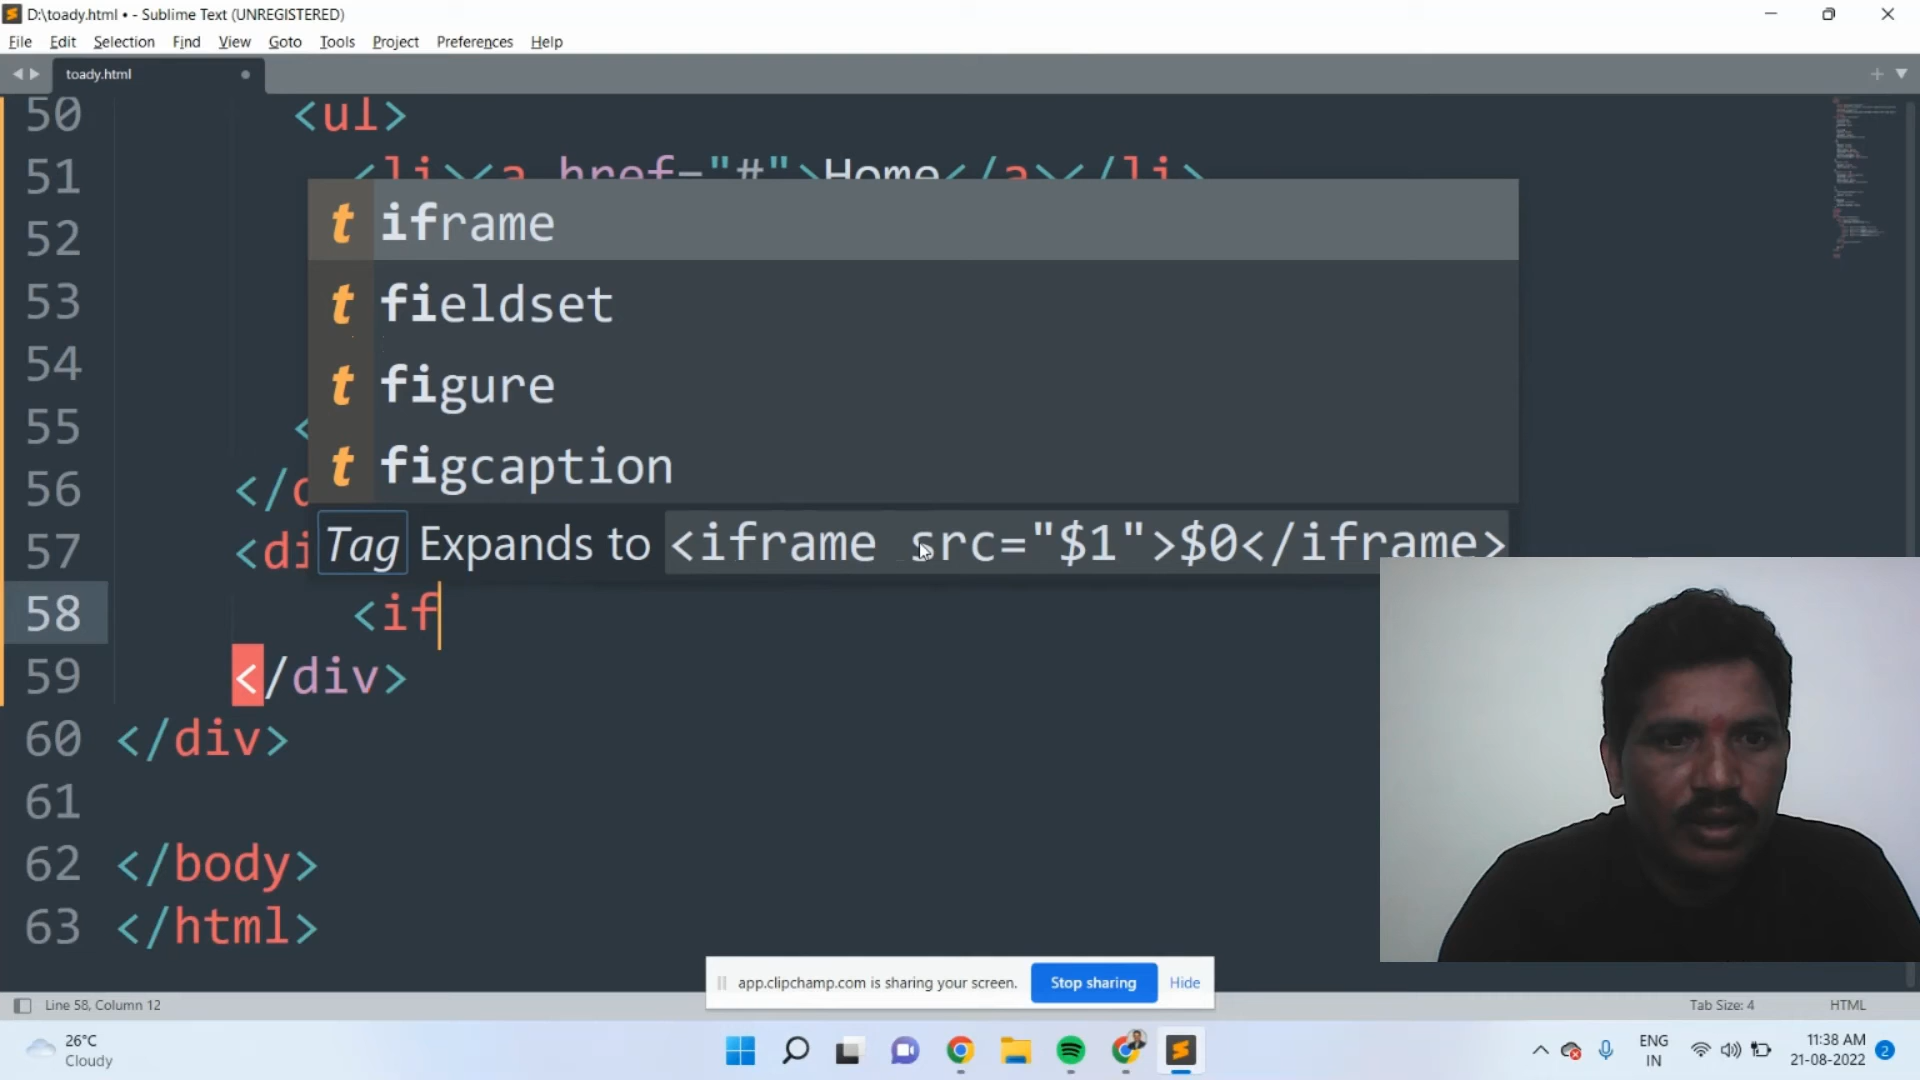 D:\toady.html • - Sublime Text (UNREGISTERED)
File Edit Selection Find View Goto Tools Project Preferences Help
toady.html
50 <ul>
51 <li><a href="#">Home</a></li>
52
53
54
55 <
56 </d
57 <di
58 <if
59 </div>
60 </div>
61
62 </body>
63 </html>
t iframe
t fieldset
t figure
t figcaption
Tag Expands to <iframe src="$1">$0</iframe>
app.clipchamp.com is sharing your screen. Stop sharing Hide
Line 58, Column 12 Tab Size: 4 HTML
26°C
Cloudy
ENG
IN
11:38 AM
21-08-2022
2